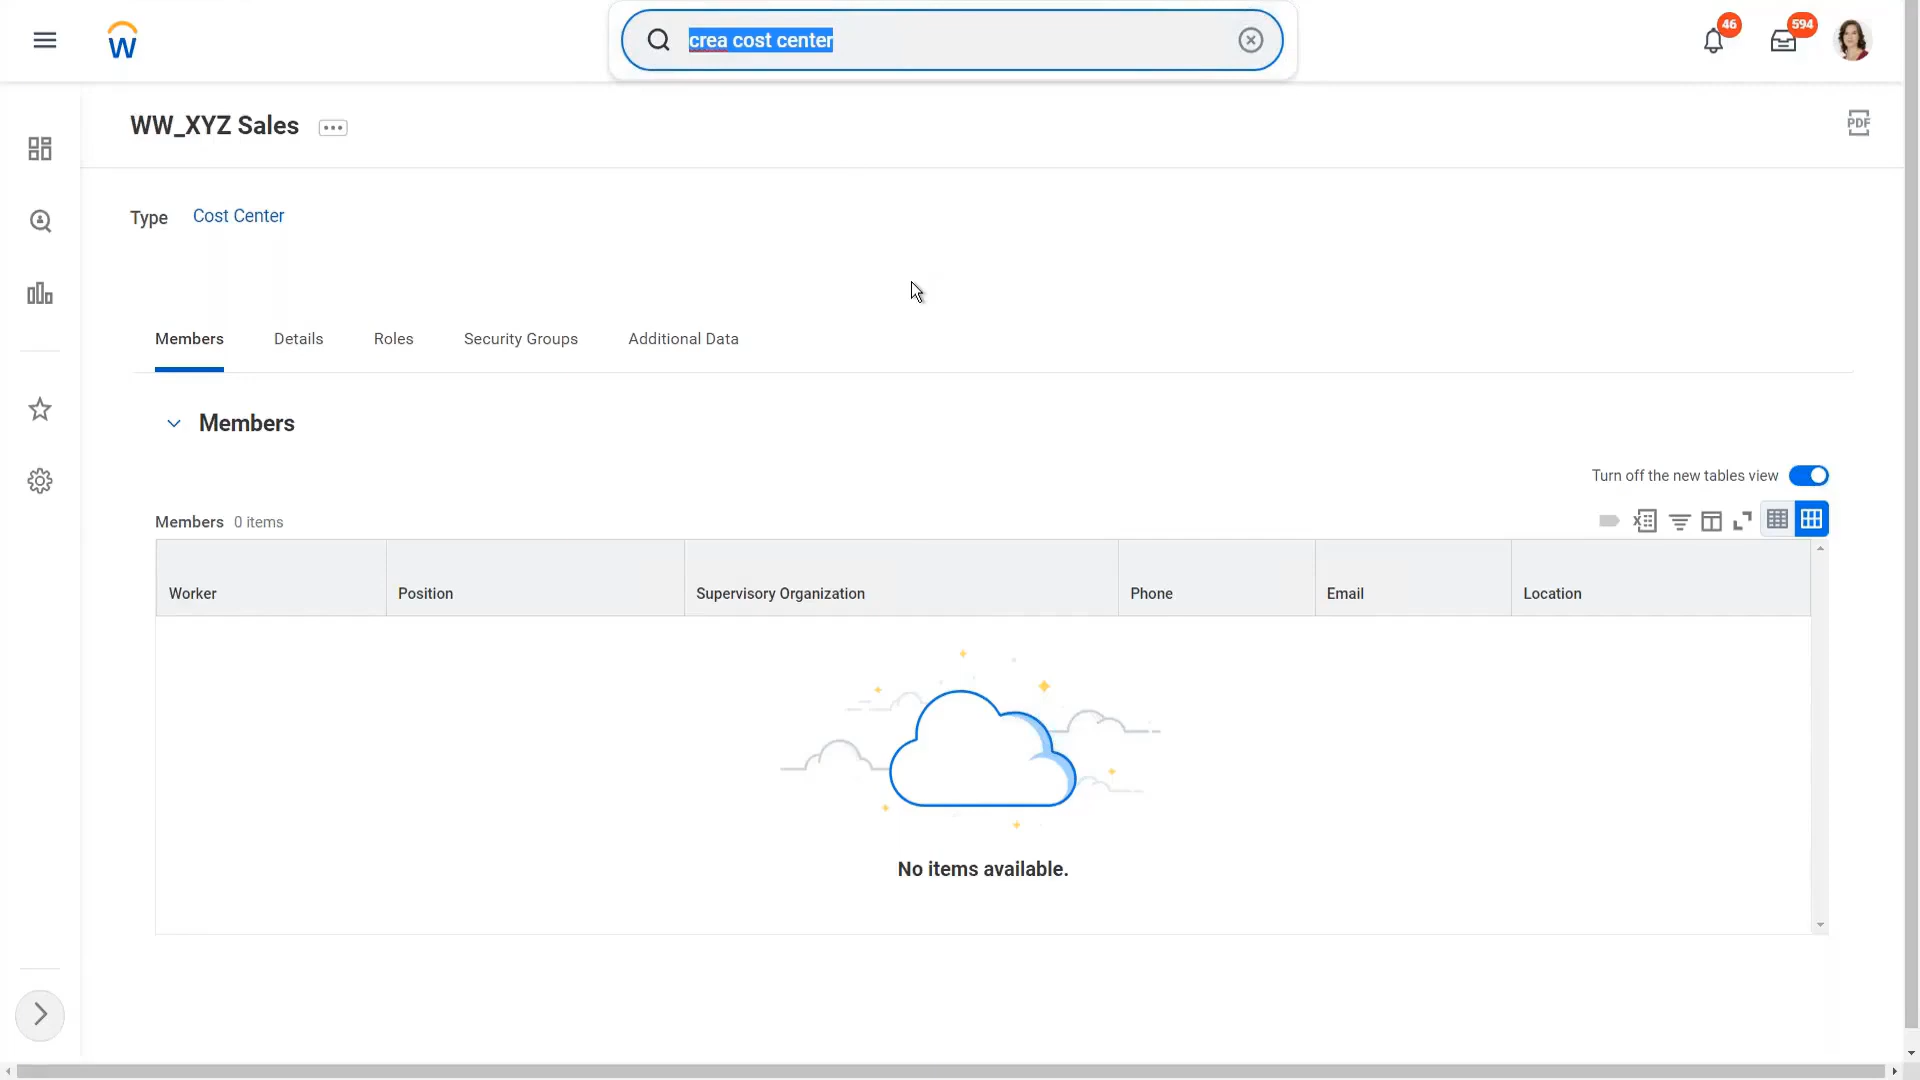 crea cost center
46
594
W
WW_XYZ Sales
PDF
Type Cost Center
Members Details Roles Security Groups Additional Data
Members
Turn off the new tables view
Members 0 items
Worker Position Supervisory Organization Phone Email Location
No items available.